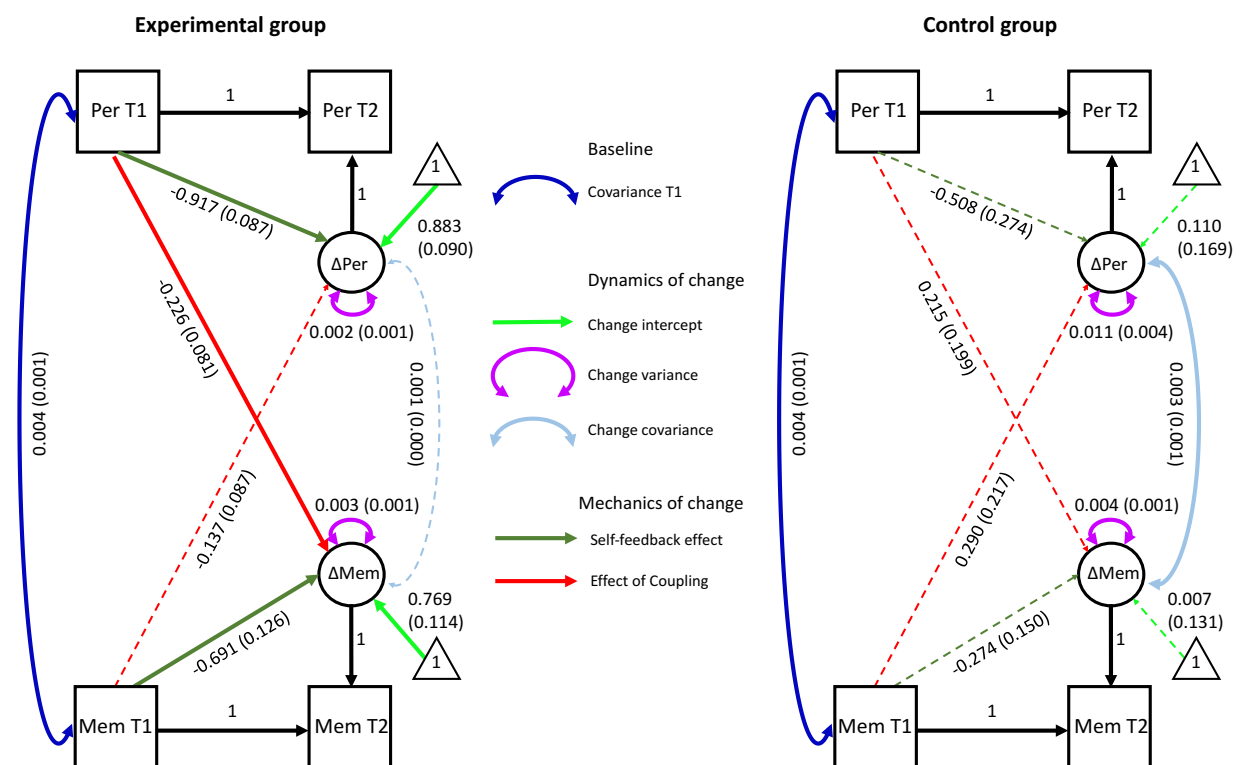 Experimental group
Per T1
1
Per T2
1
1
-0.917 (0.087)
0.883
(0.090)
ΔPer
0.002 (0.001)
-0.226 (0.081)
0.004 (0.001)
0.001 (0.000)
-0.137 (0.087)
0.003 (0.001)
ΔMem
0.769
(0.114)
-0.691 (0.126)
1
1
Mem T1
1
Mem T2
Baseline
Covariance T1
Dynamics of change
Change intercept
Change variance
Change covariance
Mechanics of change
Self-feedback effect
Effect of Coupling
Control group
Per T1
1
Per T2
1
1
-0.508 (0.274)
0.110
(0.169)
ΔPer
0.011 (0.004)
0.215 (0.199)
0.004 (0.001)
0.003 (0.001)
0.290 (0.217)
0.004 (0.001)
ΔMem
0.007
(0.131)
-0.274 (0.150)
1
1
Mem T1
1
Mem T2